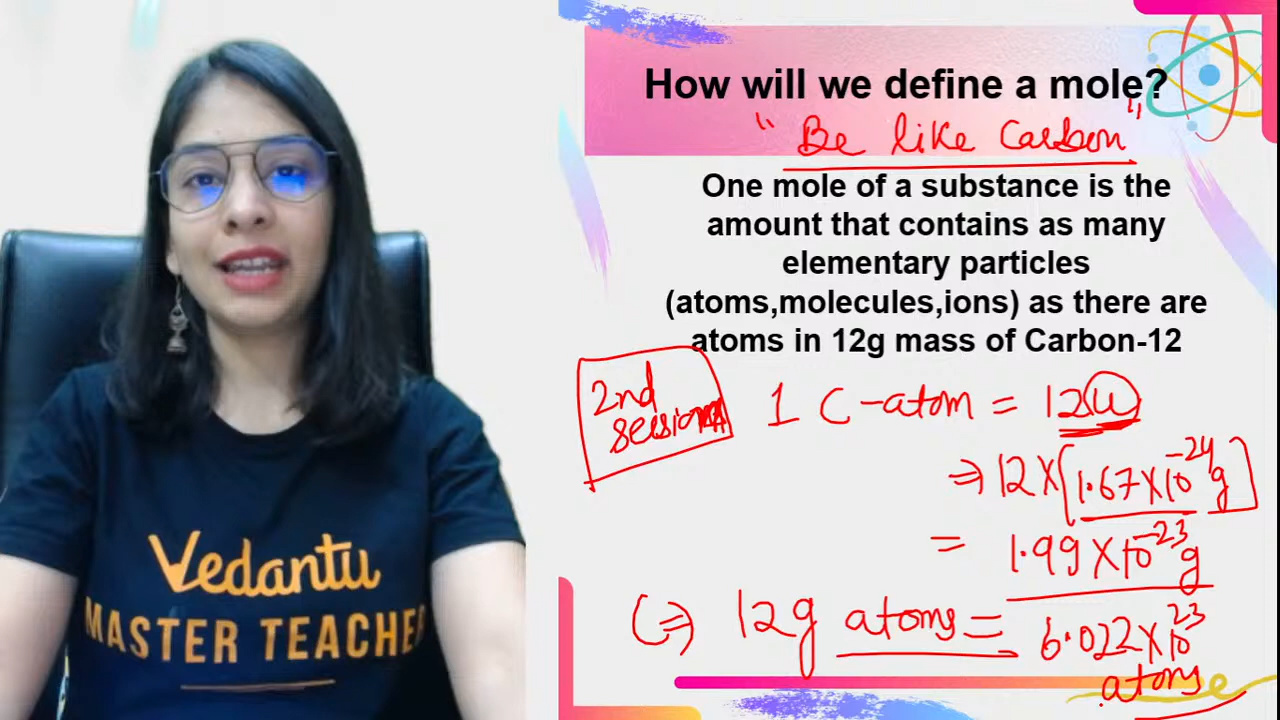 How will we define a mole?
" Be like Carbon "
One mole of a substance is the
amount that contains as many
elementary particles
(atoms,molecules,ions) as there are
atoms in 12g mass of Carbon-12
2nd
session
1 C-atom = 12u
⇒ 12 × [1.67×10⁻²⁴g]
= 1.99×10⁻²³g
C ⇒ 12g atoms = 6.022×10²³
atoms
Vedantu
MASTER TEACHER